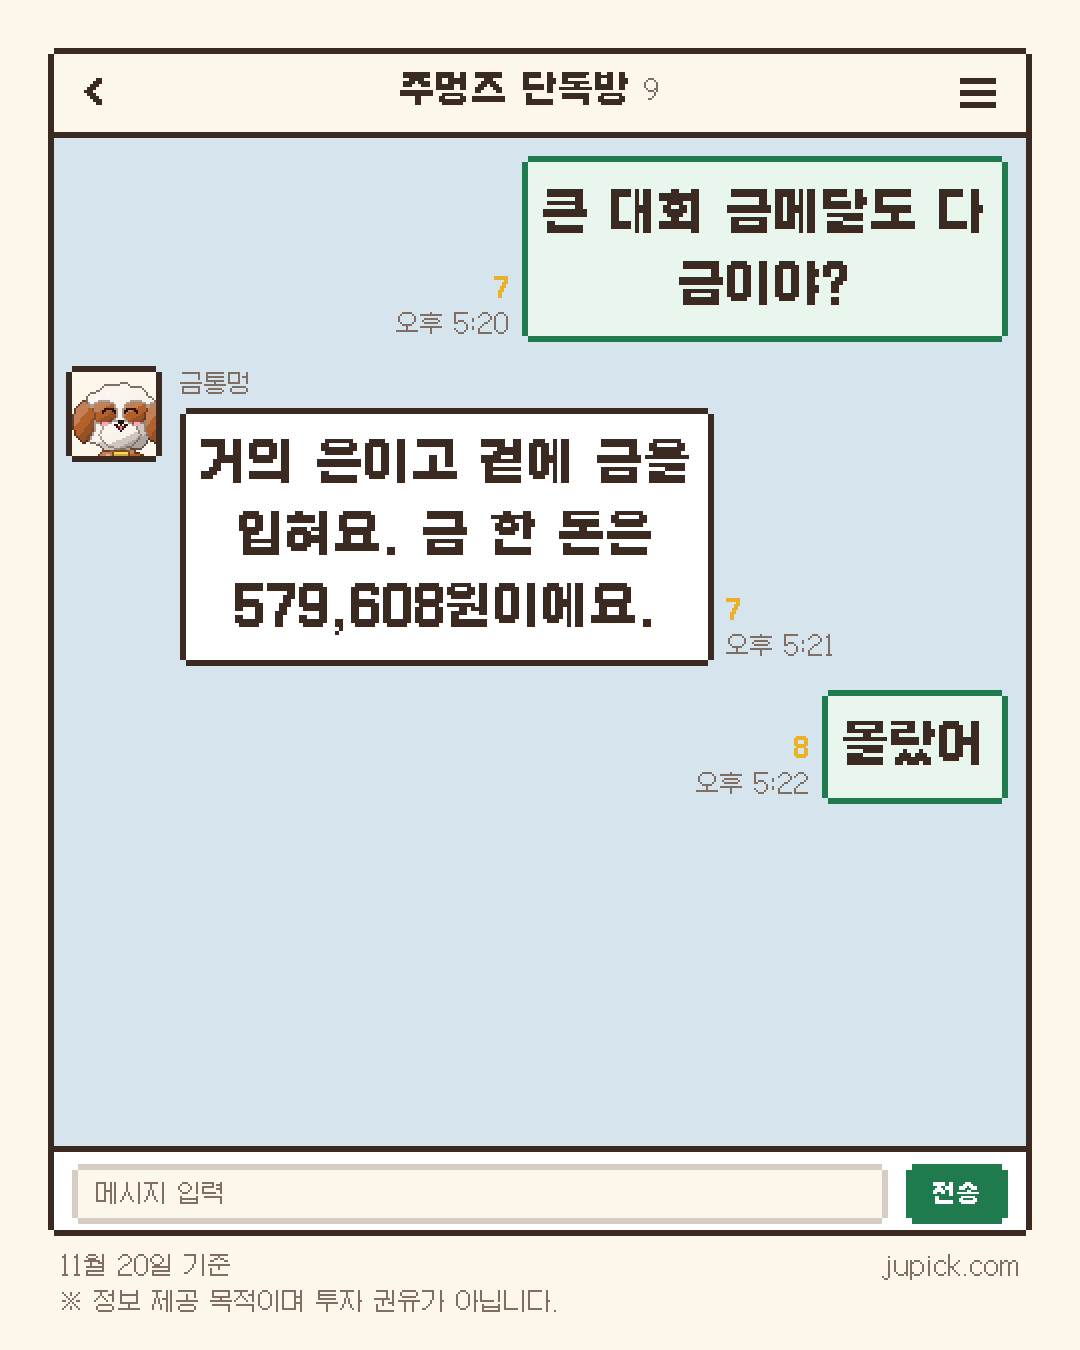 주멍즈 단독방 9
큰 대회 금메달도 다
금이야?
7
오후 5:20
금통멍
거의 은이고 겉에 금을
입혀요. 금 한 돈은
579,608원이에요.
7
오후 5:21
몰랐어
8
오후 5:22
메시지 입력
전송
11월 20일 기준
jupick.com
※ 정보 제공 목적이며 투자 권유가 아닙니다.